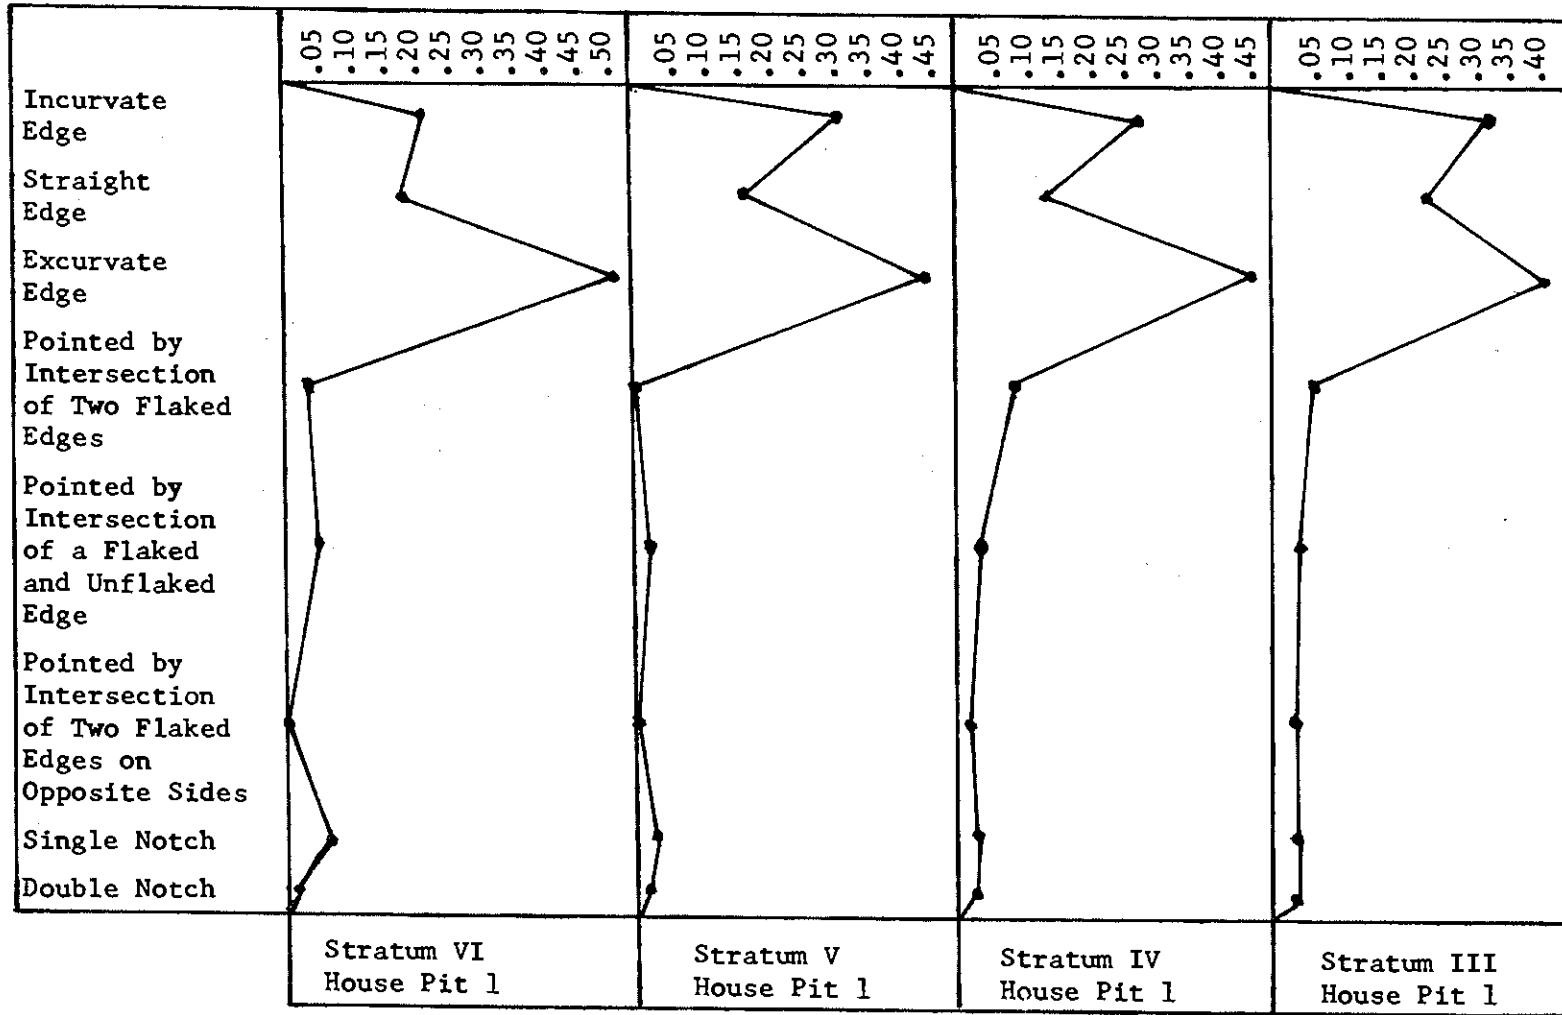 .05 .10 .15 .20 .25 .30 .35 .40 .45 .50
.05 .10 .15 .20 .25 .30 .35 .40 .45
.05 .10 .15 .20 .25 .30 .35 .40 .45
.05 .10 .15 .20 .25 .30 .35 .40
Incurvate
Edge
Straight
Edge
Excurvate
Edge
Pointed by
Intersection
of Two Flaked
Edges
Pointed by
Intersection
of a Flaked
and Unflaked
Edge
Pointed by
Intersection
of Two Flaked
Edges on
Opposite Sides
Single Notch
Double Notch
Stratum VI
House Pit 1
Stratum V
House Pit 1
Stratum IV
House Pit 1
Stratum III
House Pit 1